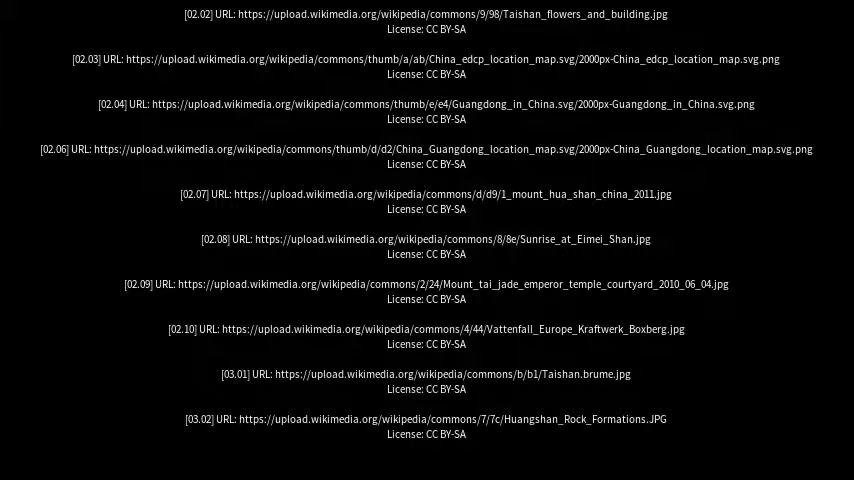 [02.02] URL: https://upload.wikimedia.org/wikipedia/commons/9/98/Taishan_flowers_and_building.jpg
License: CC BY-SA
[02.03] URL: https://upload.wikimedia.org/wikipedia/commons/thumb/a/ab/China_edcp_location_map.svg/2000px-China_edcp_location_map.svg.png
License: CC BY-SA
[02.04] URL: https://upload.wikimedia.org/wikipedia/commons/thumb/e/e4/Guangdong_in_China.svg/2000px-Guangdong_in_China.svg.png
License: CC BY-SA
[02.06] URL: https://upload.wikimedia.org/wikipedia/commons/thumb/d/d2/China_Guangdong_location_map.svg/2000px-China_Guangdong_location_map.svg.png
License: CC BY-SA
[02.07] URL: https://upload.wikimedia.org/wikipedia/commons/d/d9/1_mount_hua_shan_china_2011.jpg
License: CC BY-SA
[02.08] URL: https://upload.wikimedia.org/wikipedia/commons/8/8e/Sunrise_at_Eimei_Shan.jpg
License: CC BY-SA
[02.09] URL: https://upload.wikimedia.org/wikipedia/commons/2/24/Mount_tai_jade_emperor_temple_courtyard_2010_06_04.jpg
License: CC BY-SA
[02.10] URL: https://upload.wikimedia.org/wikipedia/commons/4/44/Vattenfall_Europe_Kraftwerk_Boxberg.jpg
License: CC BY-SA
[03.01] URL: https://upload.wikimedia.org/wikipedia/commons/b/b1/Taishan.brume.jpg
License: CC BY-SA
[03.02] URL: https://upload.wikimedia.org/wikipedia/commons/7/7c/Huangshan_Rock_Formations.JPG
License: CC BY-SA